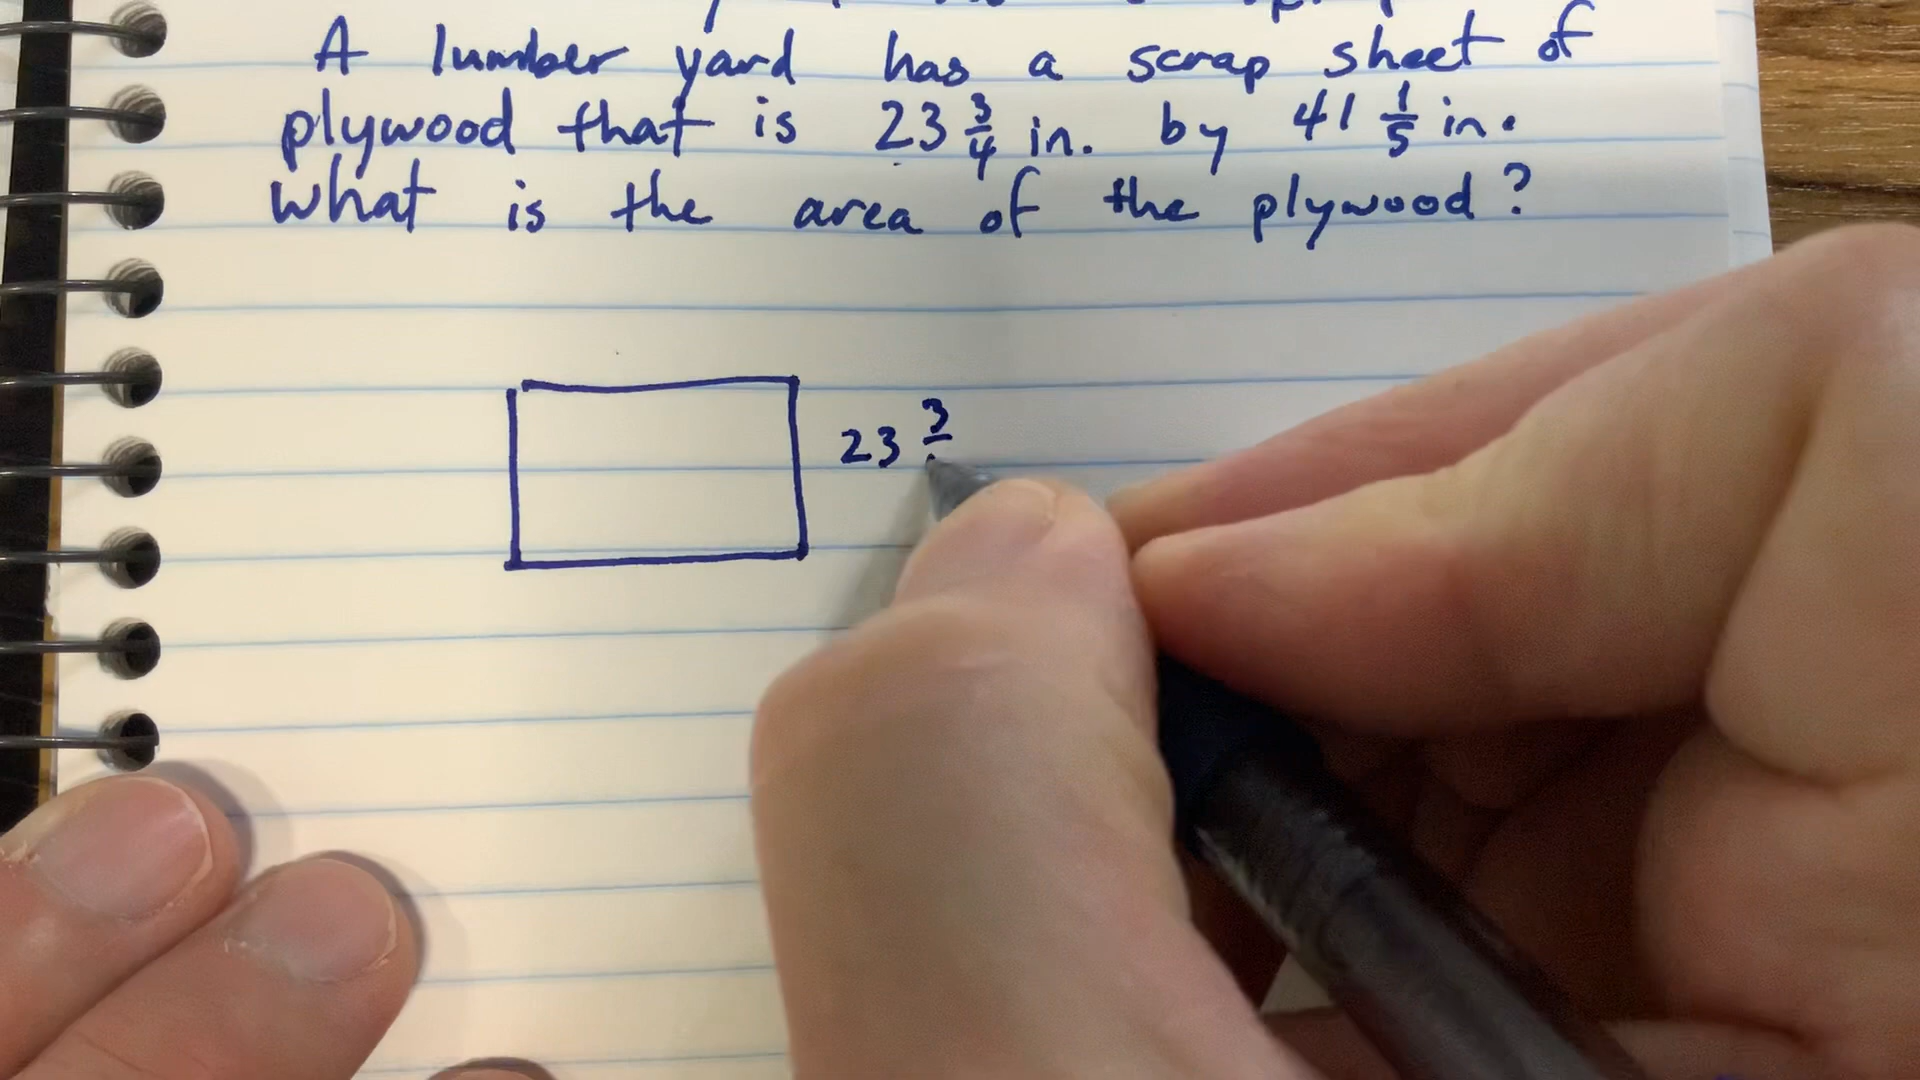 A lumber yard has a scrap sheet of
plywood that is 23 3/4 in. by 41 1/5 in.
What is the area of the plywood?
23 3/